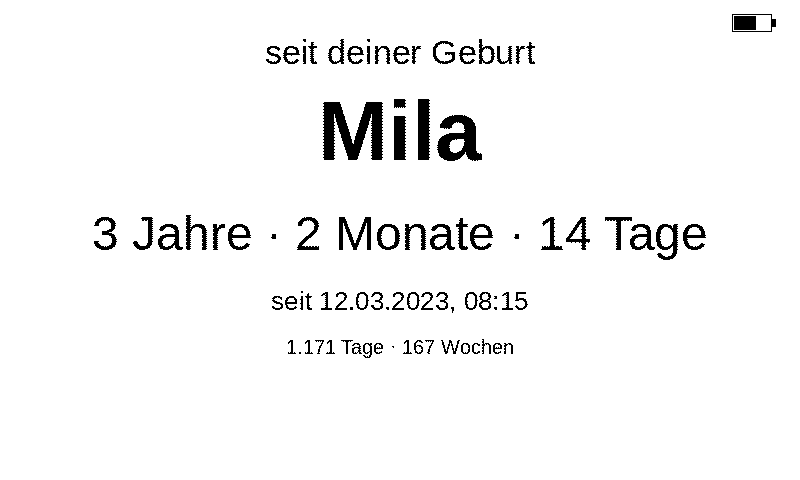 seit deiner Geburt
Mila
3 Jahre · 2 Monate · 14 Tage
seit 12.03.2023, 08:15
1.171 Tage · 167 Wochen